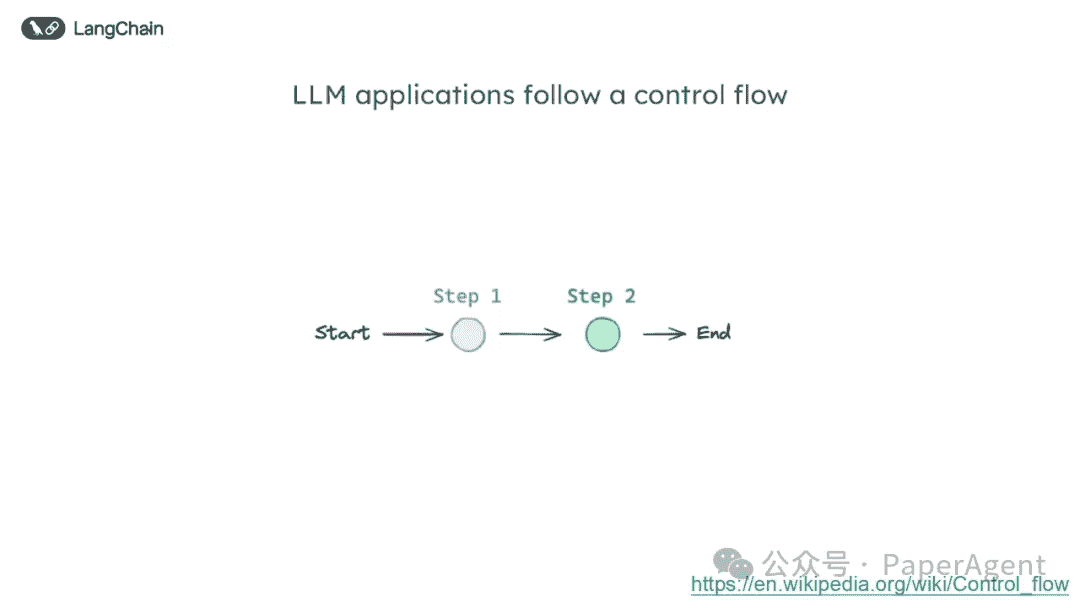 LangChain
LLM applications follow a control flow
Step 1
Step 2
Start
End
公众号 · PaperAgent
https://en.wikipedia.org/wiki/Control_flow